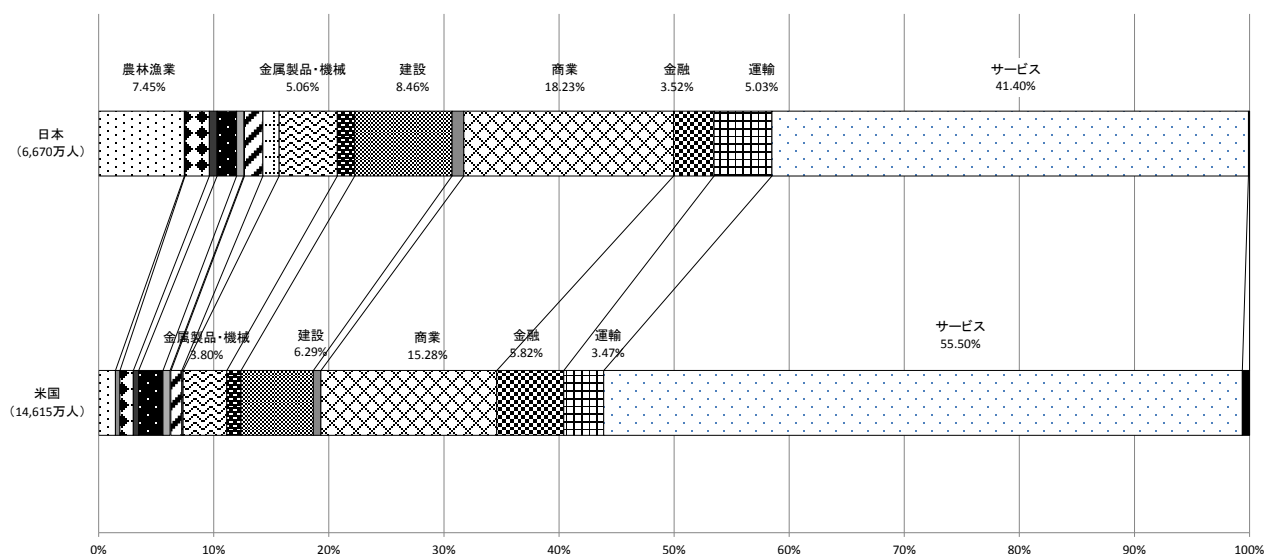 農林漁業
7.45%
金属製品・機械
5.06%
建設
8.46%
商業
18.23%
金融
3.52%
運輸
5.03%
サービス
41.40%
日本
(6,670万人)
金属製品・機械
3.80%
建設
6.29%
商業
15.28%
金融
5.82%
運輸
3.47%
サービス
55.50%
米国
(14,615万人)
0%
10%
20%
30%
40%
50%
60%
70%
80%
90%
100%